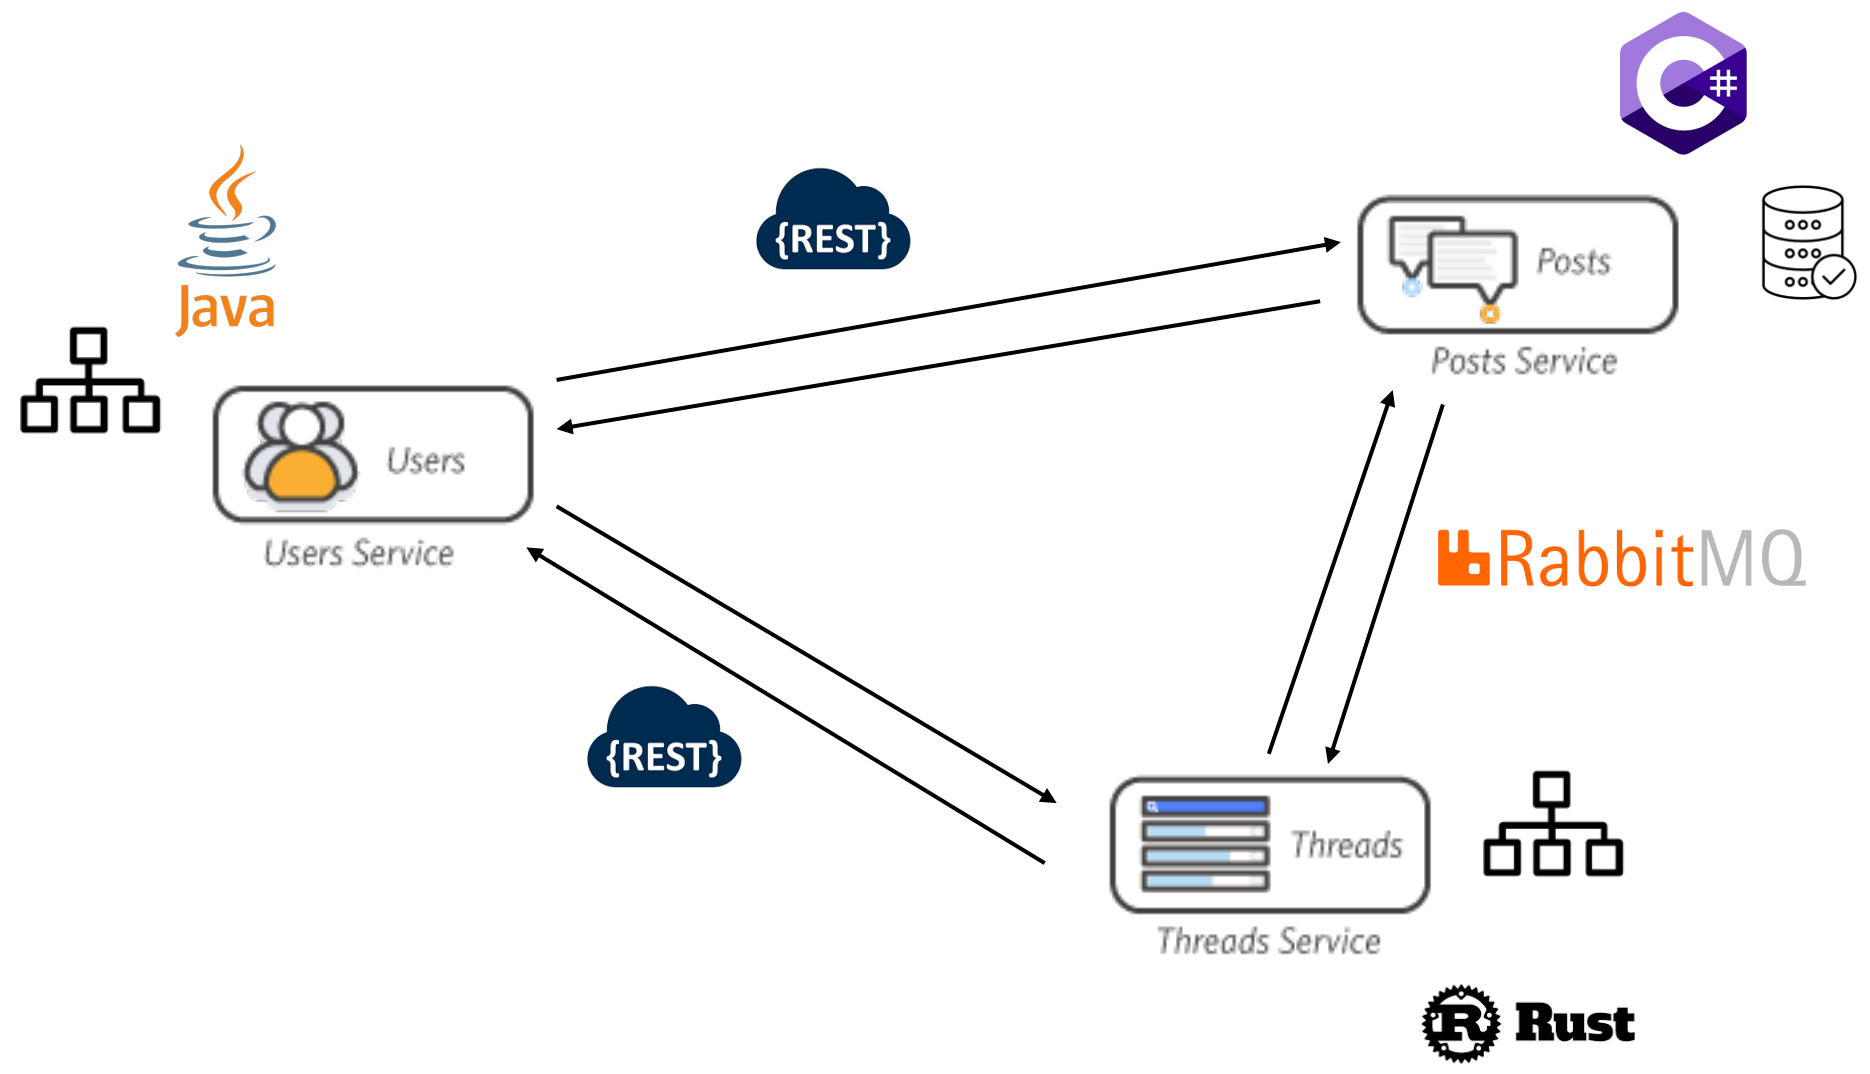 C#
{REST}
Java
Posts
Posts Service
Users
Users Service
RabbitMQ
{REST}
Threads
Threads Service
R Rust